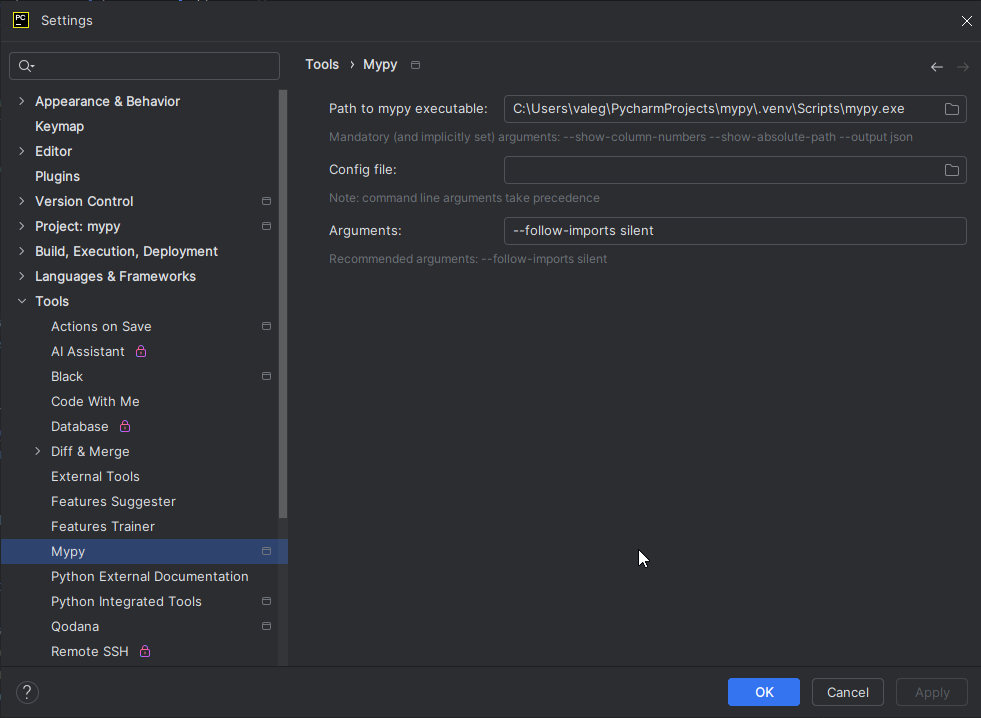 PC
Settings
Tools › Mypy
Appearance & Behavior
Keymap
Editor
Plugins
Version Control
Project: mypy
Build, Execution, Deployment
Languages & Frameworks
Tools
Actions on Save
AI Assistant
Black
Code With Me
Database
Diff & Merge
External Tools
Features Suggester
Features Trainer
Mypy
Python External Documentation
Python Integrated Tools
Qodana
Remote SSH
Path to mypy executable: C:\Users\valeg\PycharmProjects\mypy\.venv\Scripts\mypy.exe
Mandatory (and implicitly set) arguments: --show-column-numbers --show-absolute-path --output json
Config file:
Note: command line arguments take precedence
Arguments: --follow-imports silent
Recommended arguments: --follow-imports silent
?
OK Cancel Apply